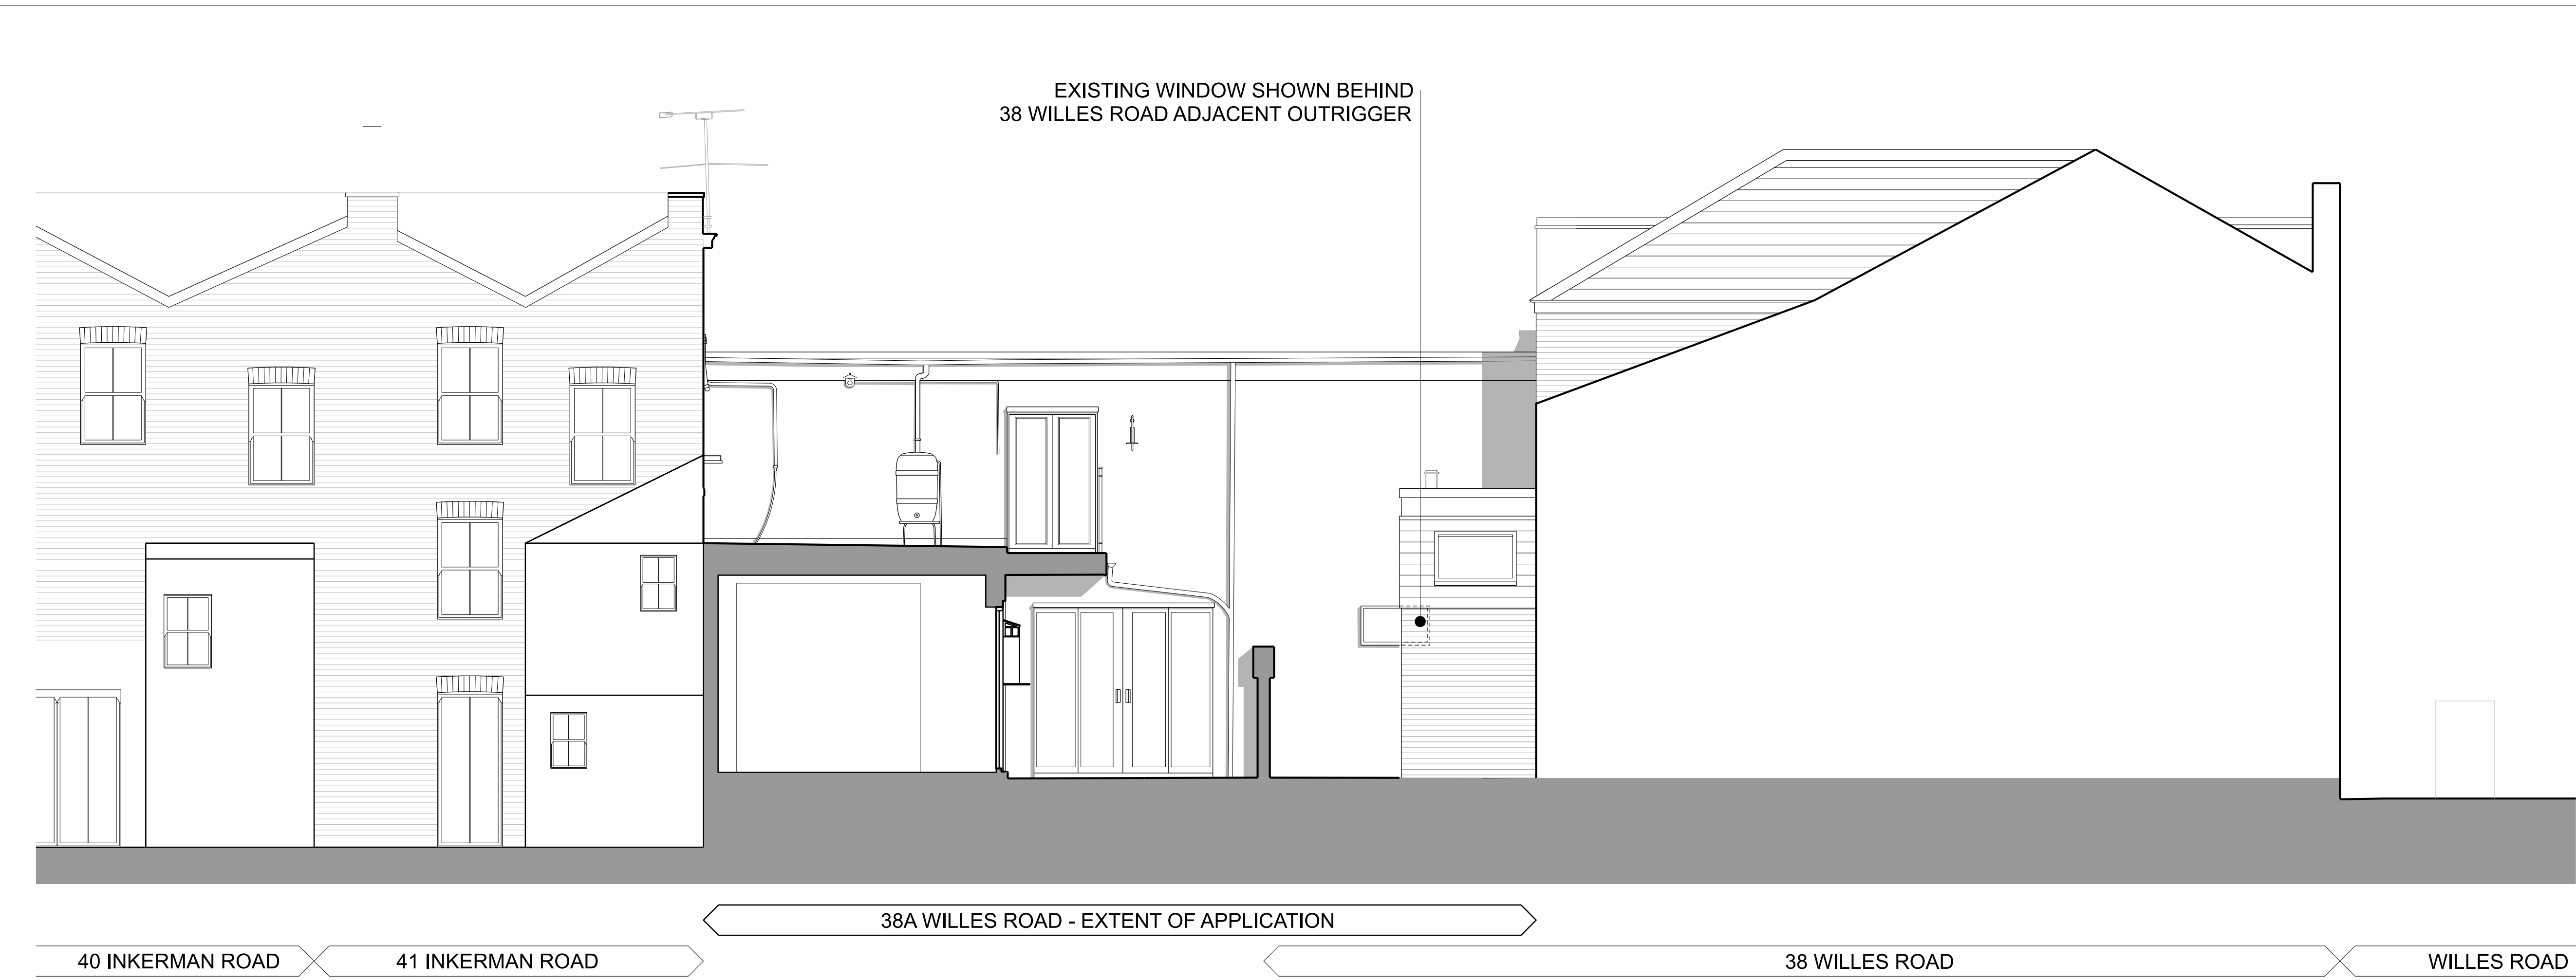 EXISTING WINDOW SHOWN BEHIND
38 WILLES ROAD ADJACENT OUTRIGGER
38A WILLES ROAD - EXTENT OF APPLICATION
40 INKERMAN ROAD
41 INKERMAN ROAD
38 WILLES ROAD
WILLES ROAD